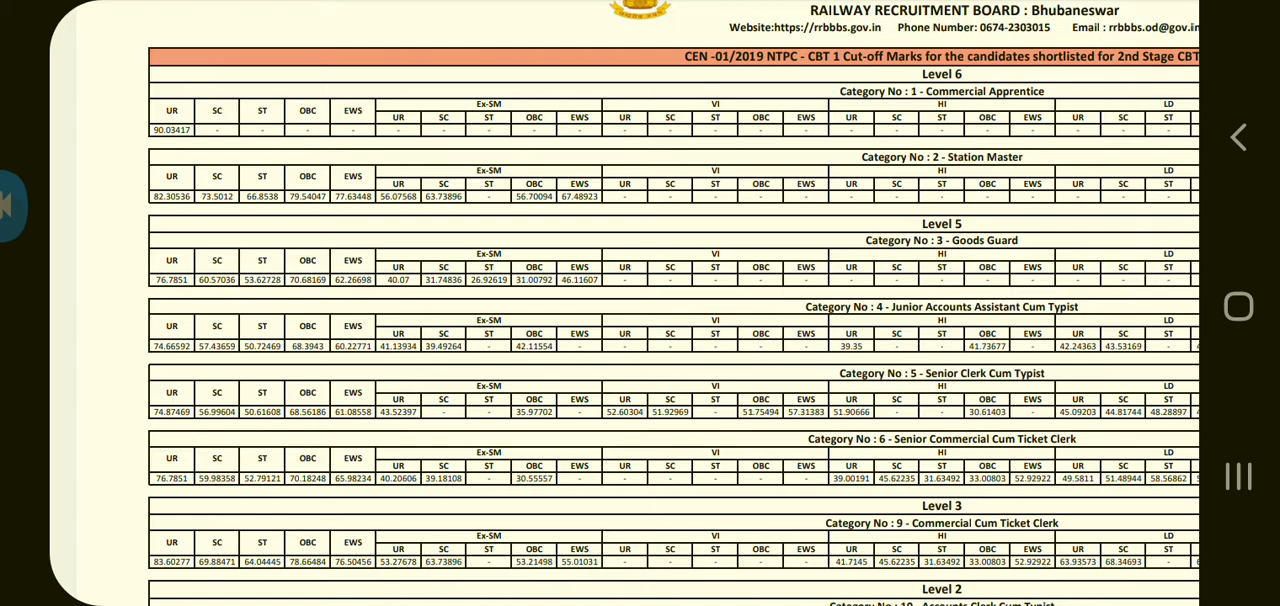 RAILWAY RECRUITMENT BOARD : Bhubaneswar
Website:https://rrbbbs.gov.in Phone Number: 0674-2303015 Email : rrbbbs.od@gov.in
CEN -01/2019 NTPC - CBT 1 Cut-off Marks for the candidates shortlisted for 2nd Stage CBT
Level 6
Category No : 1 - Commercial Apprentice
UR SC ST OBC EWS Ex-SM VI HI LD
UR SC ST OBC EWS UR SC ST OBC EWS UR SC ST OBC EWS UR SC ST
90.03417 - - - - - - - - - - - - - - - - - - - - - -
Category No : 2 - Station Master
UR SC ST OBC EWS Ex-SM VI HI LD
UR SC ST OBC EWS UR SC ST OBC EWS UR SC ST OBC EWS UR SC ST
82.30536 73.5012 66.8538 79.54047 77.63448 56.07568 63.73896 - 56.70094 67.48923 - - - - - - - - - - - - -
Level 5
Category No : 3 - Goods Guard
UR SC ST OBC EWS Ex-SM VI HI LD
UR SC ST OBC EWS UR SC ST OBC EWS UR SC ST OBC EWS UR SC ST
76.7851 60.57036 53.62728 70.68169 62.26698 40.07 31.74836 26.92619 31.00792 46.11607 - - - - - - - - - - - - -
Category No : 4 - Junior Accounts Assistant Cum Typist
UR SC ST OBC EWS Ex-SM VI HI LD
UR SC ST OBC EWS UR SC ST OBC EWS UR SC ST OBC EWS UR SC ST
74.66592 57.43659 50.72469 68.3943 60.22771 41.13934 39.49264 - 42.11554 - - - - - - 39.35 - - 41.73677 - 42.24363 43.53169 -
Category No : 5 - Senior Clerk Cum Typist
UR SC ST OBC EWS Ex-SM VI HI LD
UR SC ST OBC EWS UR SC ST OBC EWS UR SC ST OBC EWS UR SC ST
74.87469 56.99604 50.61608 68.56186 61.08558 43.52397 - - 35.97702 - 52.60304 51.92969 - 51.75494 57.31383 51.90666 - - 30.61403 - 45.09203 44.81744 48.28897
Category No : 6 - Senior Commercial Cum Ticket Clerk
UR SC ST OBC EWS Ex-SM VI HI LD
UR SC ST OBC EWS UR SC ST OBC EWS UR SC ST OBC EWS UR SC ST
76.7851 59.98358 52.79121 70.18248 65.98234 40.20606 39.18108 - 30.55557 - - - - - - 39.00191 45.62235 31.63492 33.00803 52.92922 49.5811 51.48944 58.56862
Level 3
Category No : 9 - Commercial Cum Ticket Clerk
UR SC ST OBC EWS Ex-SM VI HI LD
UR SC ST OBC EWS UR SC ST OBC EWS UR SC ST OBC EWS UR SC ST
83.60277 69.88471 64.04445 78.66484 76.50456 53.27678 63.73896 - 53.21498 55.01031 - - - - - 41.7145 45.62235 31.63492 33.00803 52.92922 63.93573 68.34693 -
Level 2
Category No : 10 - Accounts Clerk Cum Typist